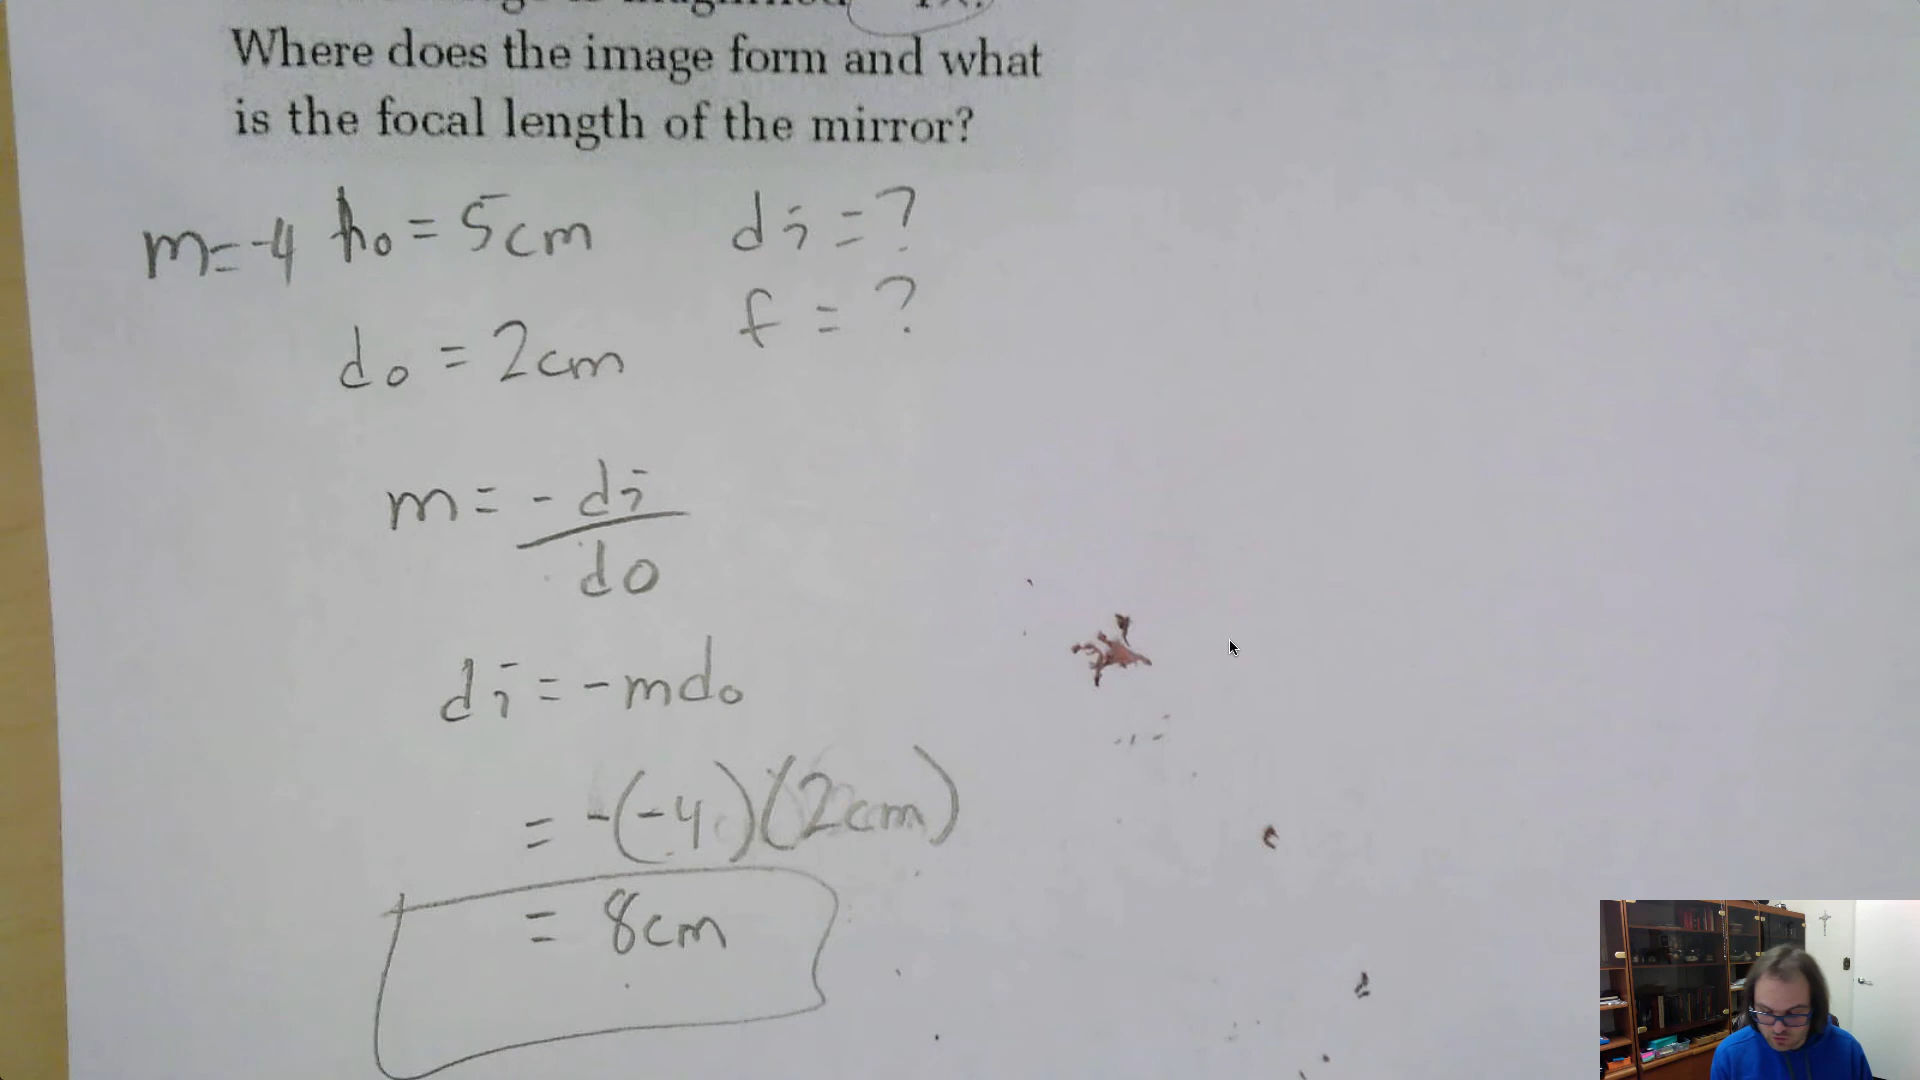 Where does the image form and what
is the focal length of the mirror?
m=-4 ho = 5cm di = ?
do = 2cm f = ?
m = -di
do
di = -mdo
= -(-4)(2cm)
= 8cm